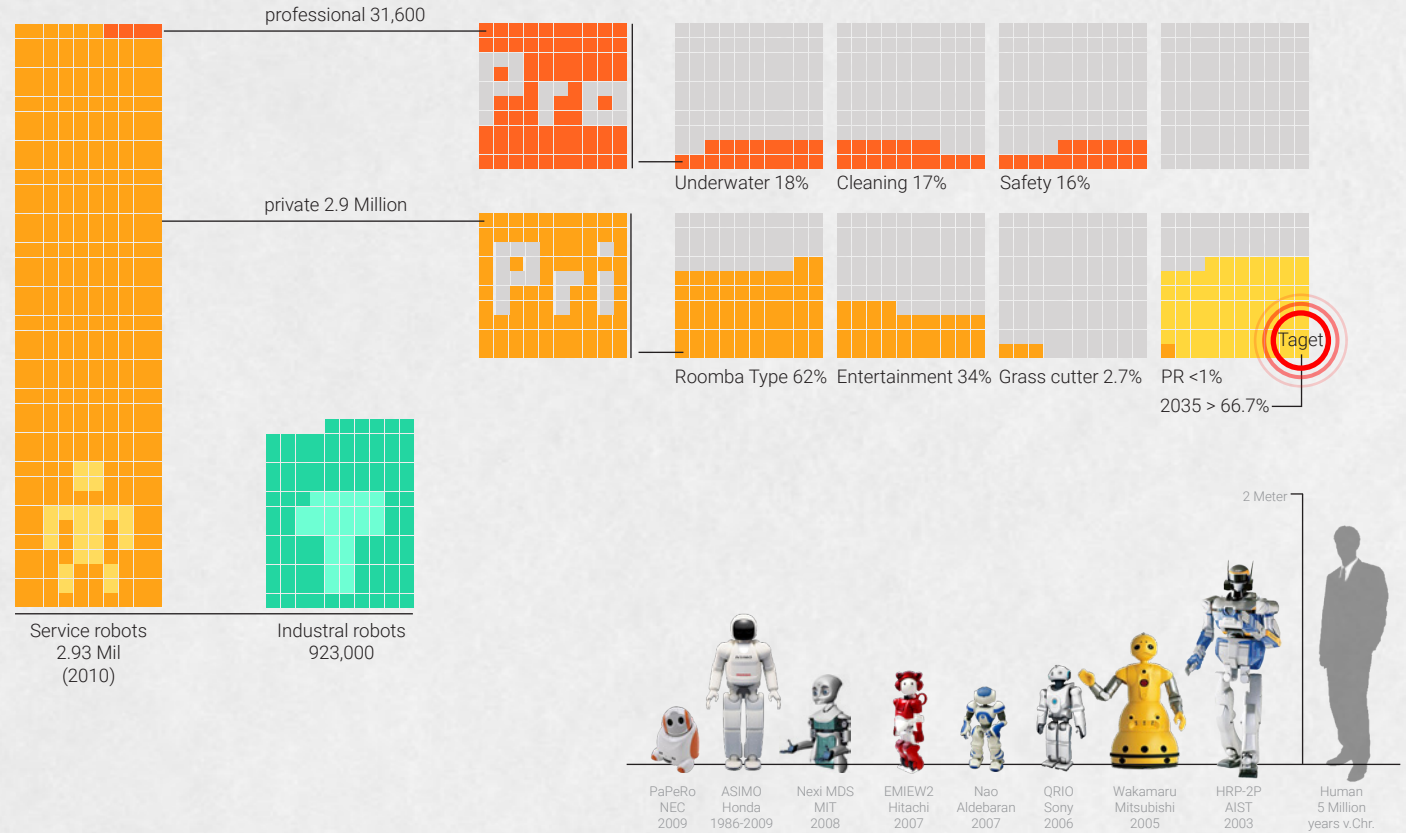 professional 31,600
Pro
Underwater 18%
Cleaning 17%
Safety 16%
private 2.9 Million
Pri
Taget
Roomba Type 62%
Entertainment 34%
Grass cutter 2.7%
PR <1%
2035 > 66.7%
2 Meter
Service robots
2.93 Mil
(2010)
Industral robots
923,000
PaPeRo
NEC
2009
ASIMO
Honda
1986-2009
Nexi MDS
MIT
2008
EMIEW2
Hitachi
2007
Nao
Aldebaran
2007
QRIO
Sony
2006
Wakamaru
Mitsubishi
2005
HRP-2P
AIST
2003
Human
5 Million
years v.Chr.